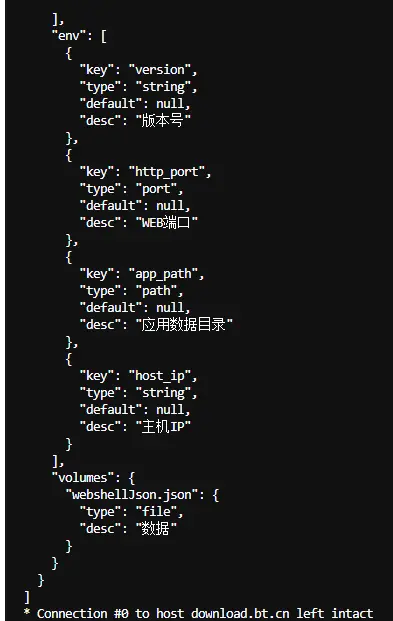 ],
"env": [
{
"key": "version",
"type": "string",
"default": null,
"desc": "版本号"
},
{
"key": "http_port",
"type": "port",
"default": null,
"desc": "WEB端口"
},
{
"key": "app_path",
"type": "path",
"default": null,
"desc": "应用数据目录"
},
{
"key": "host_ip",
"type": "string",
"default": null,
"desc": "主机IP"
}
],
"volumes": {
"webshellJson.json": {
"type": "file",
"desc": "数据"
}
}
}
]
* Connection #0 to host download.bt.cn left intact